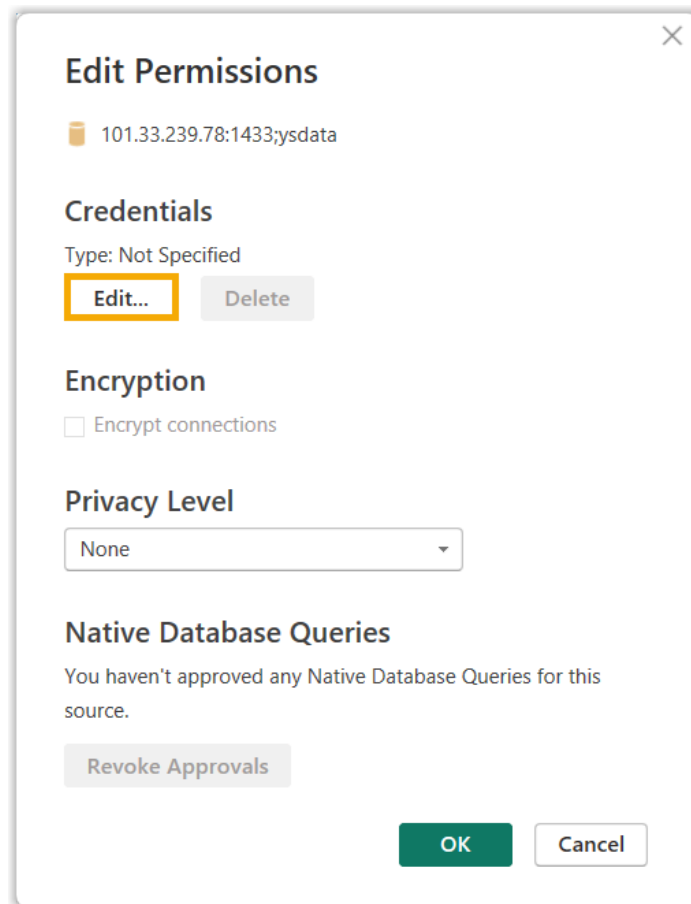 Edit Permissions
101.33.239.78:1433;ysdata
Credentials
Type: Not Specified
Edit... Delete
Encryption
Encrypt connections
Privacy Level
None
Native Database Queries
You haven't approved any Native Database Queries for this
source.
Revoke Approvals
OK Cancel